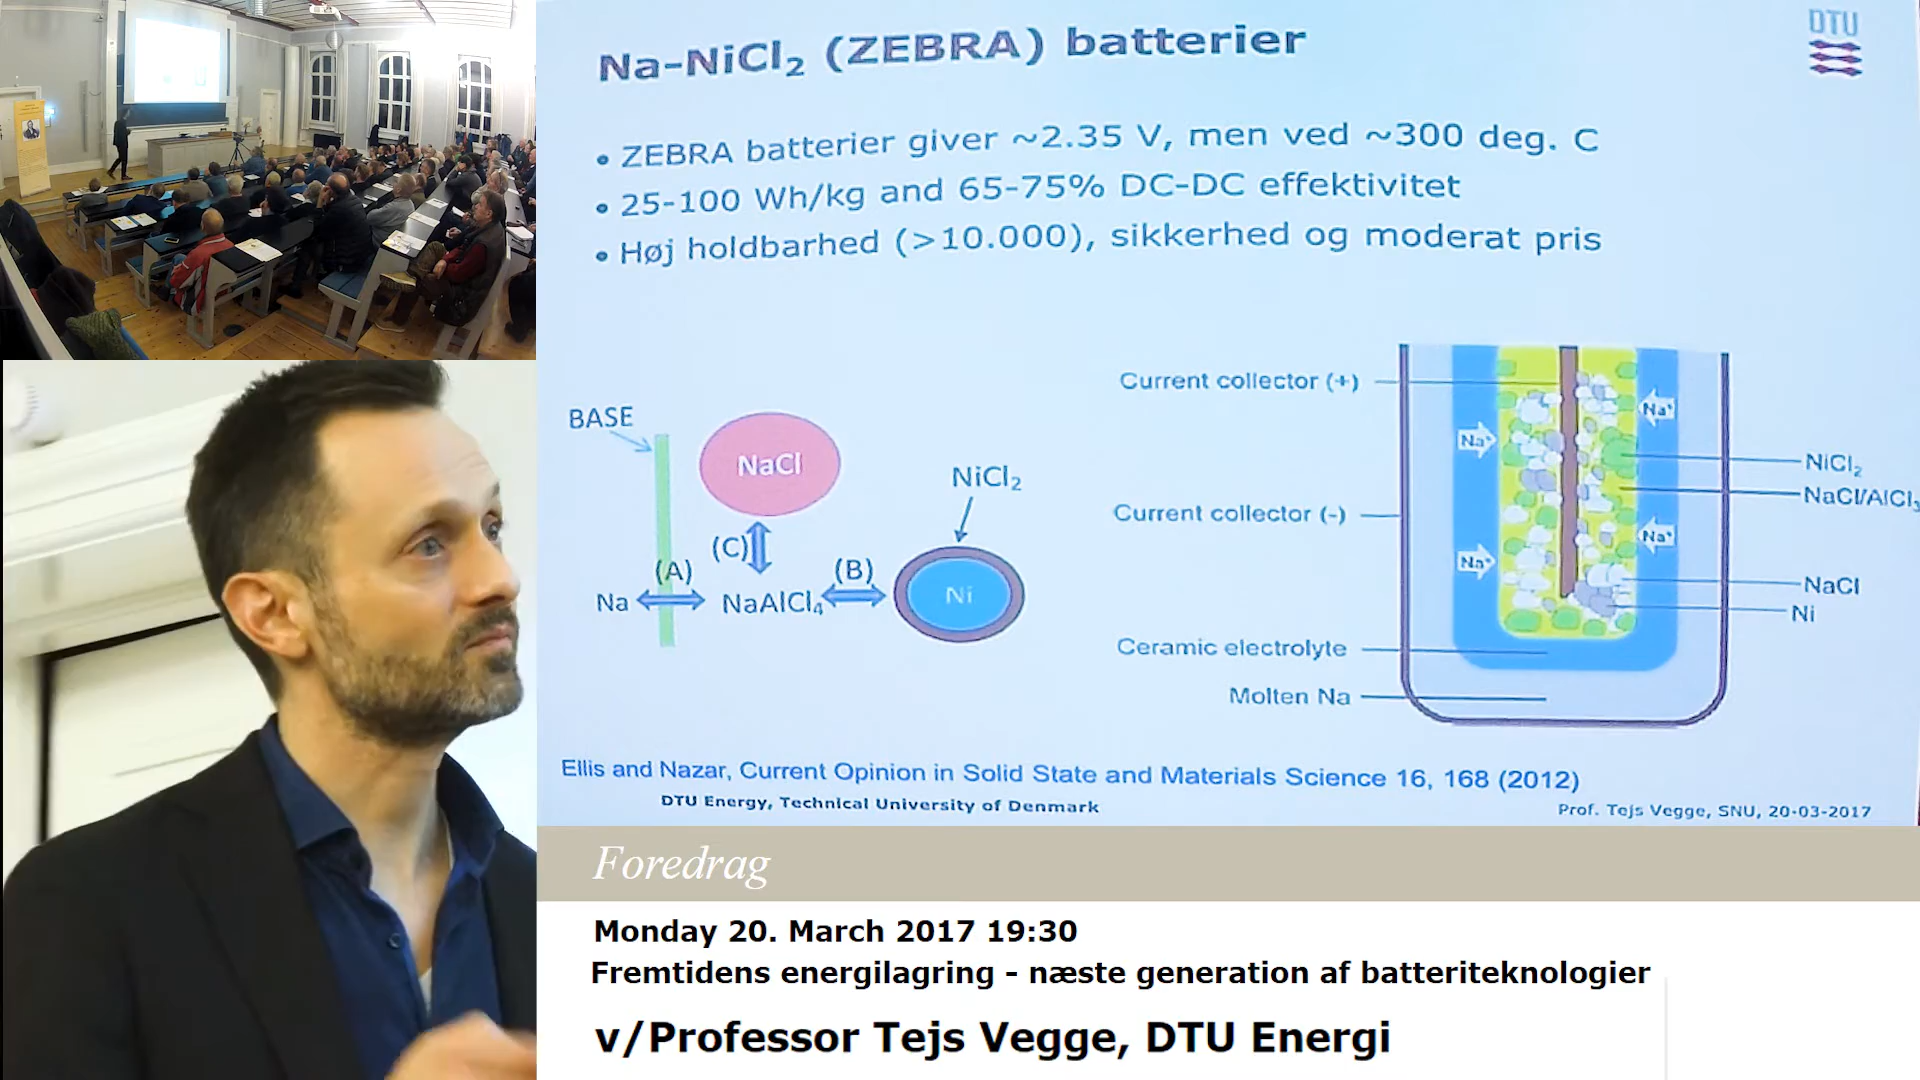 Na-NiCl₂ (ZEBRA) batterier
DTU
• ZEBRA batterier giver ~2.35 V, men ved ~300 deg. C
• 25-100 Wh/kg and 65-75% DC-DC effektivitet
• Høj holdbarhed (>10.000), sikkerhed og moderat pris
BASE
NaCl
NiCl₂
(C)
(A)
(B)
Na
NaAlCl₄
Ni
Current collector (+)
Na⁺
Na⁺
NiCl₂
NaCl/AlCl₃
Current collector (-)
Na⁺
Na⁺
NaCl
Ni
Ceramic electrolyte
Molten Na
Ellis and Nazar, Current Opinion in Solid State and Materials Science 16, 168 (2012)
DTU Energy, Technical University of Denmark
Prof. Tejs Vegge, SNU, 20-03-2017
Foredrag
Monday 20. March 2017 19:30
Fremtidens energilagring - næste generation af batteriteknologier
v/Professor Tejs Vegge, DTU Energi